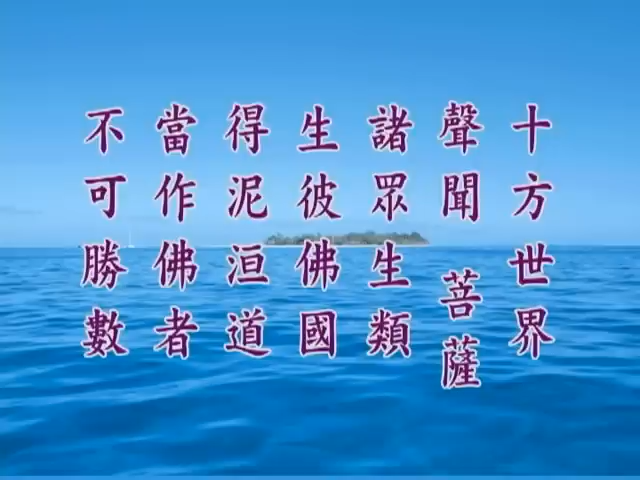 十方世界
聲聞 菩薩
諸眾生類
生彼佛國
得泥洹道
當作佛者
不可勝數